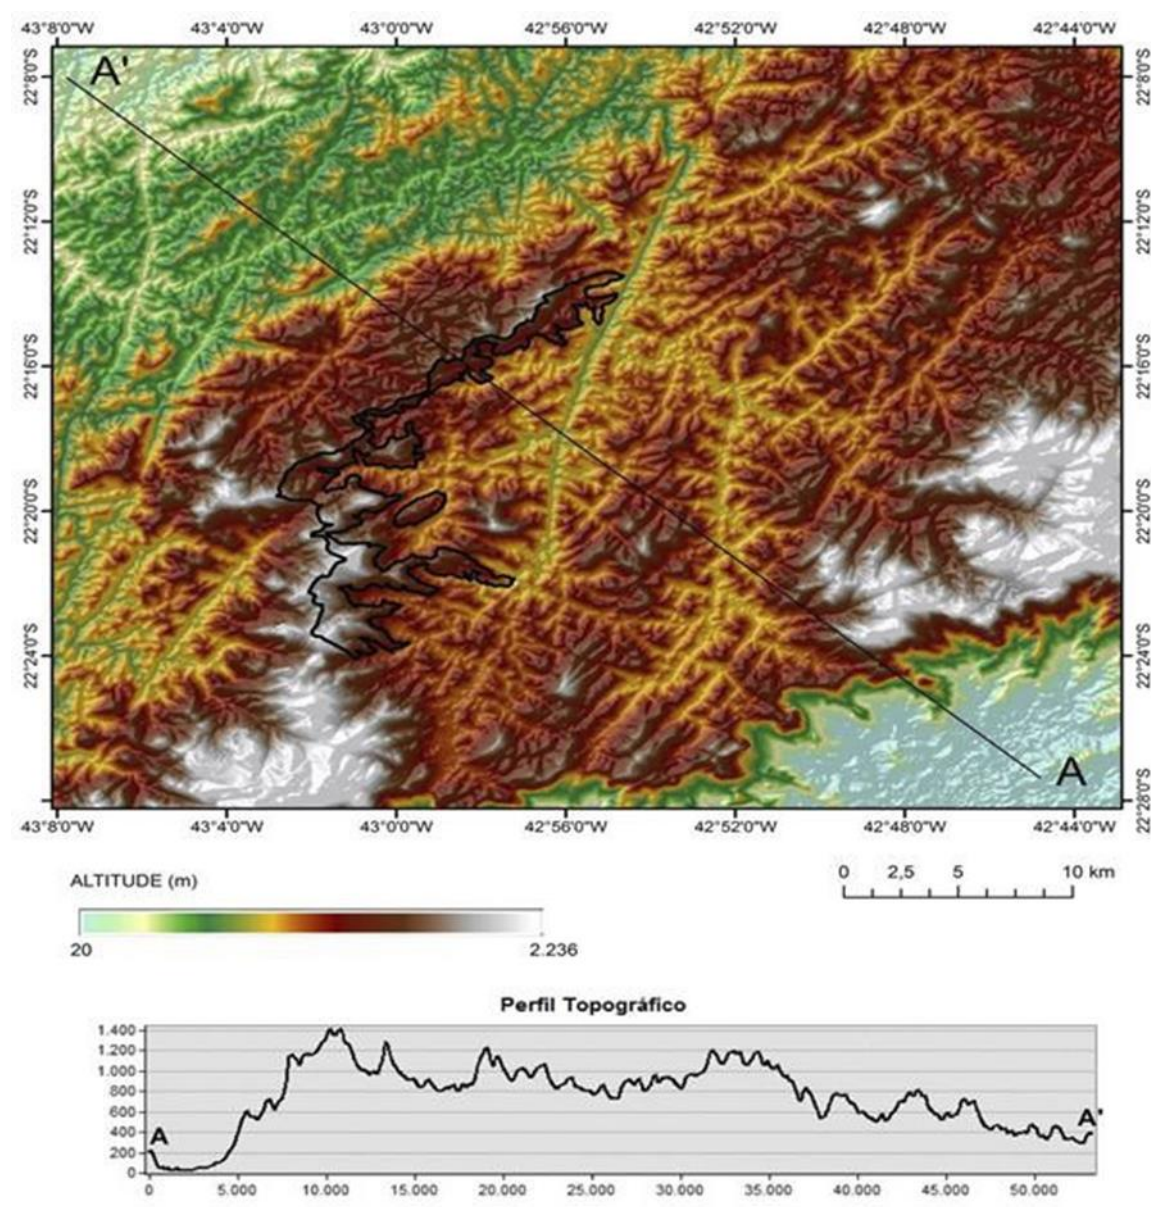 43°8'0"W 43°4'0"W 43°0'0"W 42°56'0"W 42°52'0"W 42°48'0"W 42°44'0"W
22°8'0"S A' 22°8'0"S
22°12'0"S 22°12'0"S
22°16'0"S 22°16'0"S
22°20'0"S 22°20'0"S
22°24'0"S 22°24'0"S
A 22°28'0"S
43°8'0"W 43°4'0"W 43°0'0"W 42°56'0"W 42°52'0"W 42°48'0"W 42°44'0"W
ALTITUDE (m)
0 2,5 5 10 km
20 2.236
Perfil Topográfico
1.400
1.200
1.000
800
600
400
200
0
A A'
0 5.000 10.000 15.000 20.000 25.000 30.000 35.000 40.000 45.000 50.000